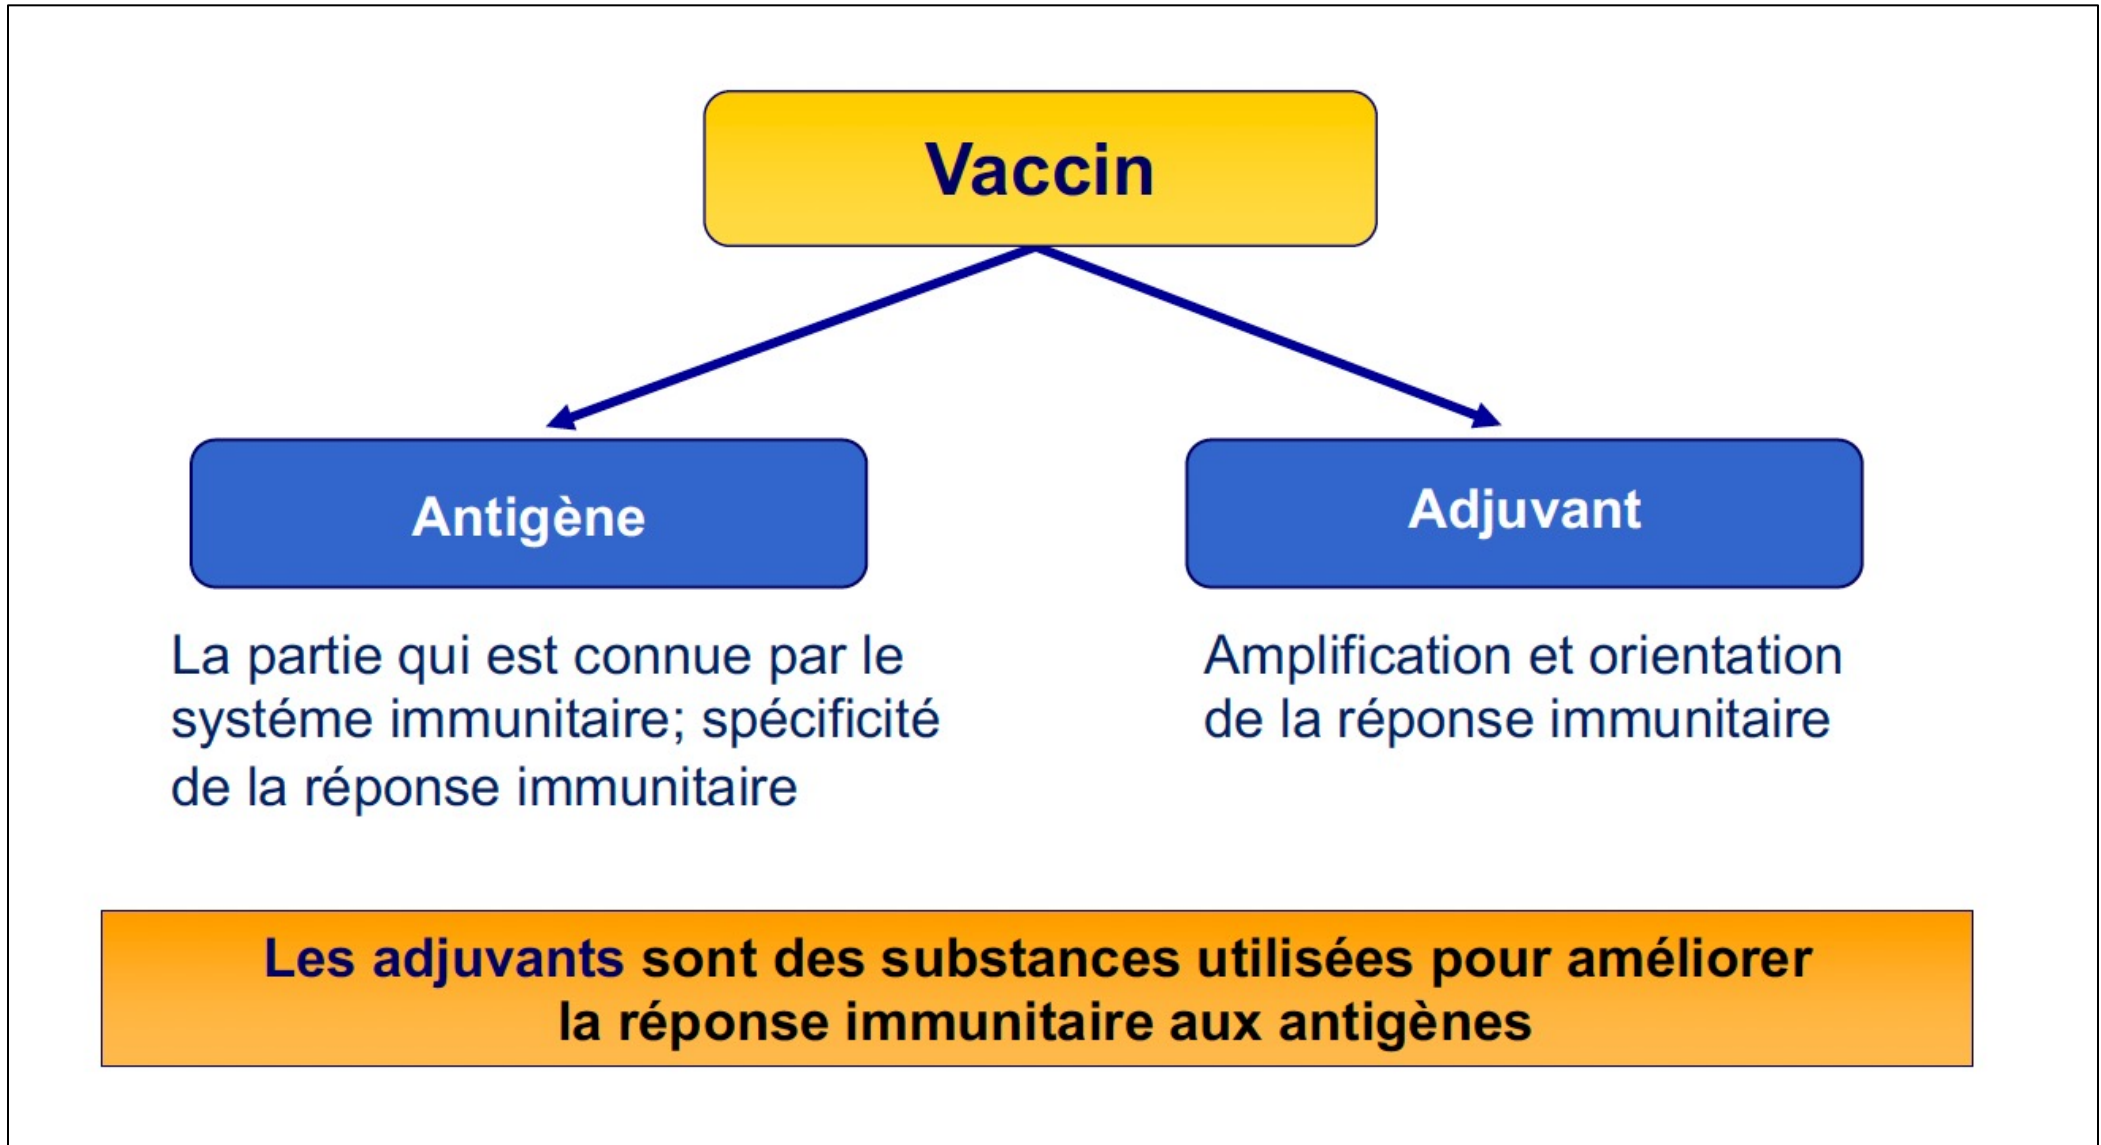 Vaccin
Antigène
Adjuvant
La partie qui est connue par le
systéme immunitaire; spécificité
de la réponse immunitaire
Amplification et orientation
de la réponse immunitaire
Les adjuvants sont des substances utilisées pour améliorer
la réponse immunitaire aux antigènes